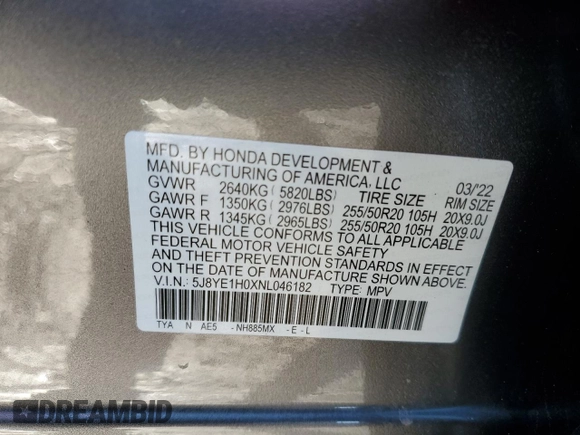 MFD. BY HONDA DEVELOPMENT &
MANUFACTURING OF AMERICA, LLC 03/22
GVWR 2640KG ( 5820LBS) TIRE SIZE RIM SIZE
GAWR F 1350KG ( 2976LBS) 255/50R20 105H 20X9.0J
GAWR R 1345KG ( 2965LBS) 255/50R20 105H 20X9.0J
THIS VEHICLE CONFORMS TO ALL APPLICABLE
FEDERAL MOTOR VEHICLE SAFETY
AND THEFT PREVENTION STANDARDS IN EFFECT
ON THE DATE OF MANUFACTURE SHOWN ABOVE.
V.I.N.: 5J8YE1H0XNL046182 TYPE: MPV
TYA N AE5 -NH885MX -E-L
DREAMBID